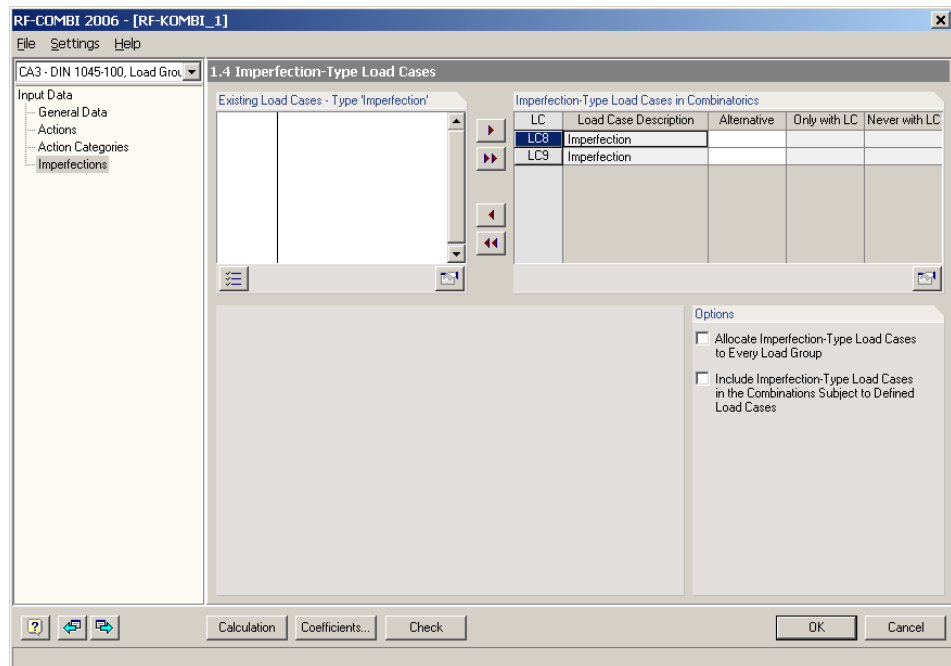 RF-COMBI 2006 - [RF-KOMBI_1]
File Settings Help
CA3 - DIN 1045-100, Load Grou
1.4 Imperfection-Type Load Cases
Input Data
General Data
Actions
Action Categories
Imperfections
Existing Load Cases - Type 'Imperfection'
Imperfection-Type Load Cases in Combinatorics
LC Load Case Description Alternative Only with LC Never with LC
LC8 Imperfection
LC9 Imperfection
Options
Allocate Imperfection-Type Load Cases
to Every Load Group
Include Imperfection-Type Load Cases
in the Combinations Subject to Defined
Load Cases
Calculation Coefficients... Check OK Cancel